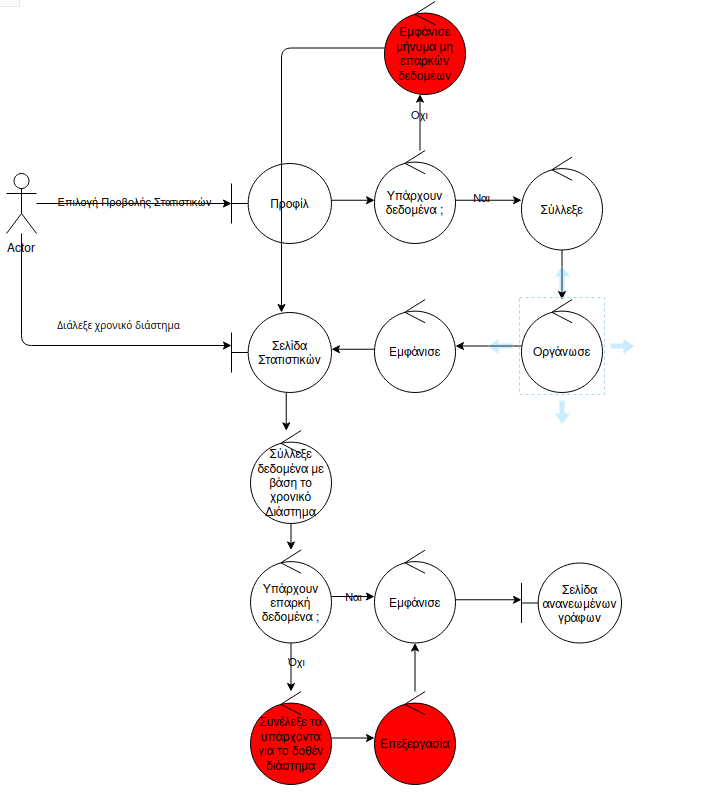 Εμφάνισε
μήνυμα μη
επαρκών
δεδομέων
Οχι
Επιλογή Προβολής Στατιστικών
Προφίλ
Υπάρχουν
δεδομένα ;
Ναι
Σύλλεξε
Actor
Διάλεξε χρονικό διάστημα
Σελίδα
Στατιστικών
Εμφάνισε
Οργάνωσε
Σύλλεξε
δεδομένα με
βάση το
χρονικό
Διάστημα
Υπάρχουν
επαρκή
δεδομένα ;
Ναι
Εμφάνισε
Σελίδα
ανανεωμένων
γράφων
Όχι
Συνέλεξε τα
υπάρχοντα
για το δοθέν
διάστημα
Επεξεργασία